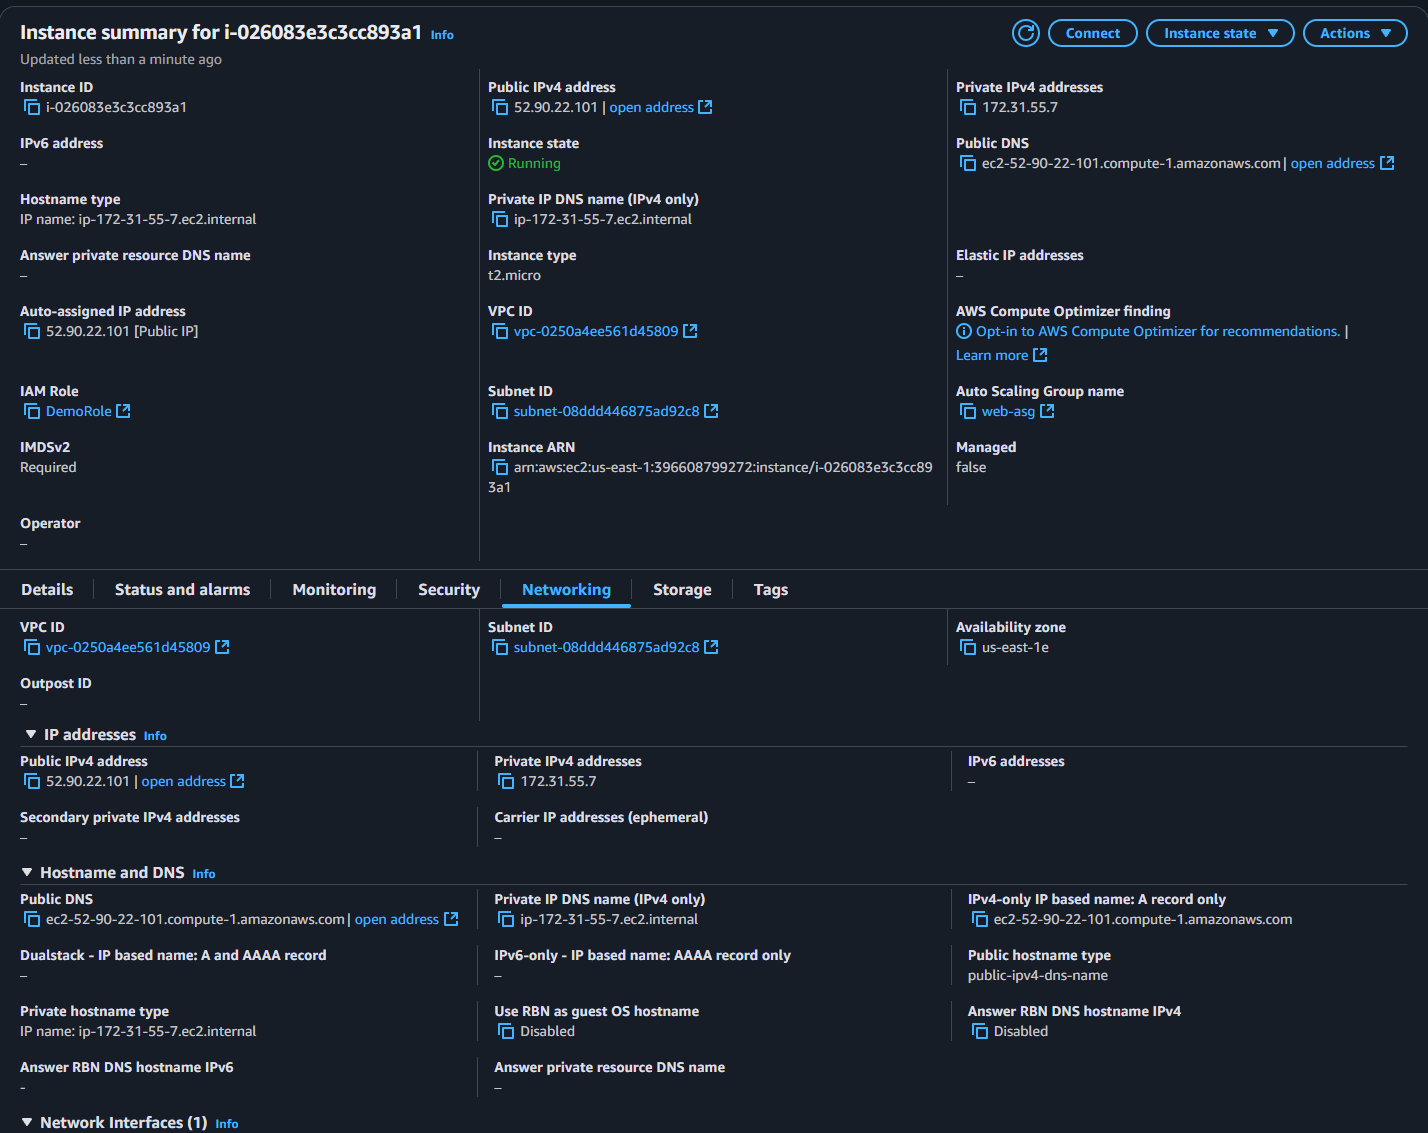 Instance summary for i-026083e3c3cc893a1 Info
Connect
Instance state
Actions
Updated less than a minute ago
Instance ID
i-026083e3c3cc893a1
Public IPv4 address
52.90.22.101 | open address
Private IPv4 addresses
172.31.55.7
IPv6 address
–
Instance state
Running
Public DNS
ec2-52-90-22-101.compute-1.amazonaws.com | open address
Hostname type
IP name: ip-172-31-55-7.ec2.internal
Private IP DNS name (IPv4 only)
ip-172-31-55-7.ec2.internal
Answer private resource DNS name
–
Instance type
t2.micro
Elastic IP addresses
–
Auto-assigned IP address
52.90.22.101 [Public IP]
VPC ID
vpc-0250a4ee561d45809
AWS Compute Optimizer finding
Opt-in to AWS Compute Optimizer for recommendations. |
Learn more
IAM Role
DemoRole
Subnet ID
subnet-08ddd446875ad92c8
Auto Scaling Group name
web-asg
IMDSv2
Required
Instance ARN
arn:aws:ec2:us-east-1:396608799272:instance/i-026083e3c3cc89
3a1
Managed
false
Operator
–
Details
Status and alarms
Monitoring
Security
Networking
Storage
Tags
VPC ID
vpc-0250a4ee561d45809
Subnet ID
subnet-08ddd446875ad92c8
Availability zone
us-east-1e
Outpost ID
–
IP addresses Info
Public IPv4 address
52.90.22.101 | open address
Private IPv4 addresses
172.31.55.7
IPv6 addresses
–
Secondary private IPv4 addresses
–
Carrier IP addresses (ephemeral)
–
Hostname and DNS Info
Public DNS
ec2-52-90-22-101.compute-1.amazonaws.com | open address
Private IP DNS name (IPv4 only)
ip-172-31-55-7.ec2.internal
IPv4-only IP based name: A record only
ec2-52-90-22-101.compute-1.amazonaws.com
Dualstack - IP based name: A and AAAA record
–
IPv6-only - IP based name: AAAA record only
–
Public hostname type
public-ipv4-dns-name
Private hostname type
IP name: ip-172-31-55-7.ec2.internal
Use RBN as guest OS hostname
Disabled
Answer RBN DNS hostname IPv4
Disabled
Answer RBN DNS hostname IPv6
-
Answer private resource DNS name
–
Network Interfaces (1) Info